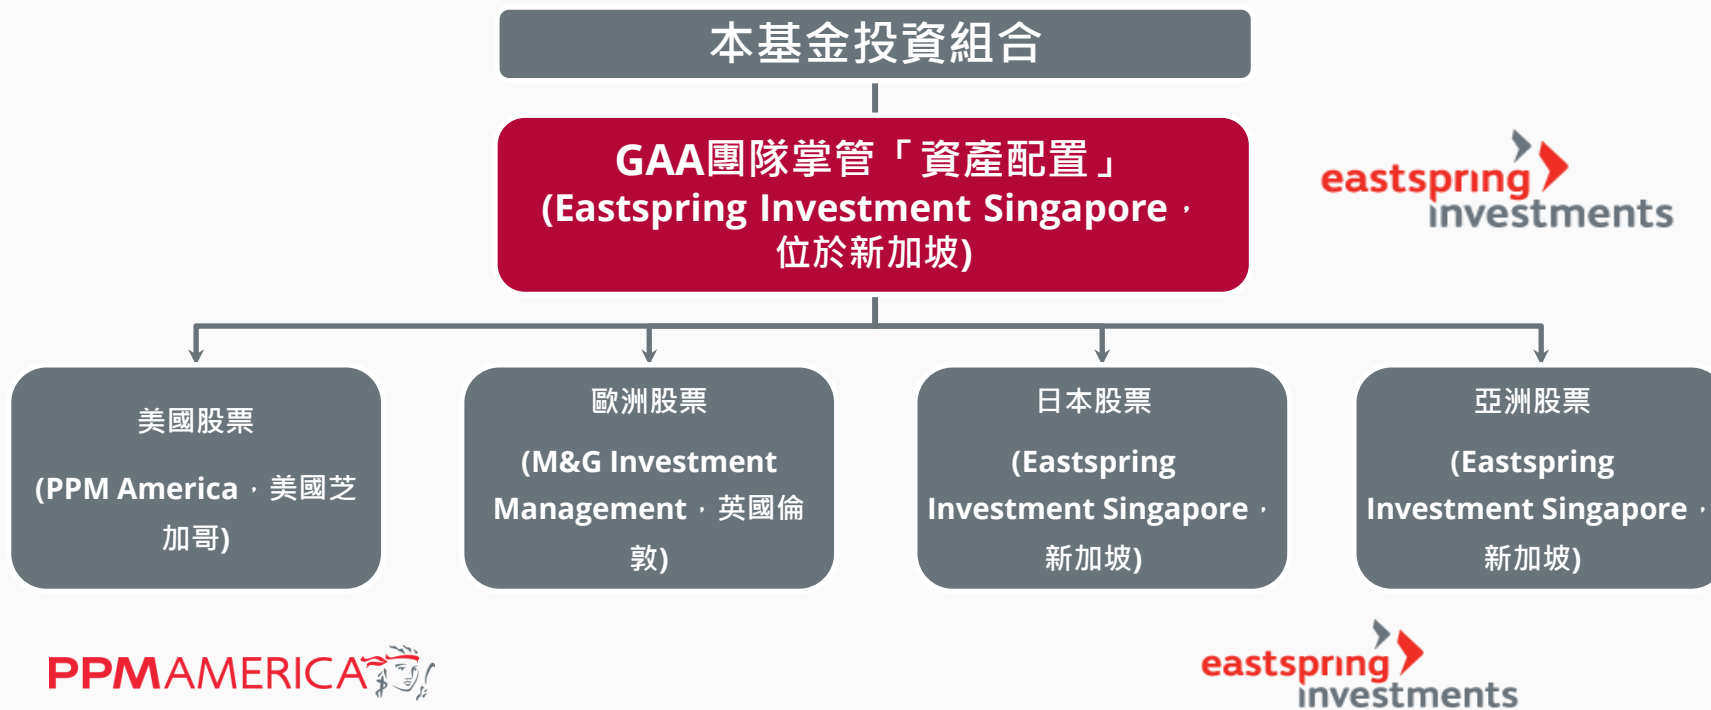 本基金投資組合
GAA團隊掌管「資產配置」
(Eastspring Investment Singapore，
位於新加坡)
eastspring
investments
美國股票
(PPM America，美國芝
加哥)
歐洲股票
(M&G Investment
Management，英國倫
敦)
日本股票
(Eastspring
Investment Singapore，
新加坡)
亞洲股票
(Eastspring
Investment Singapore，
新加坡)
PPMAMERICA
eastspring
investments